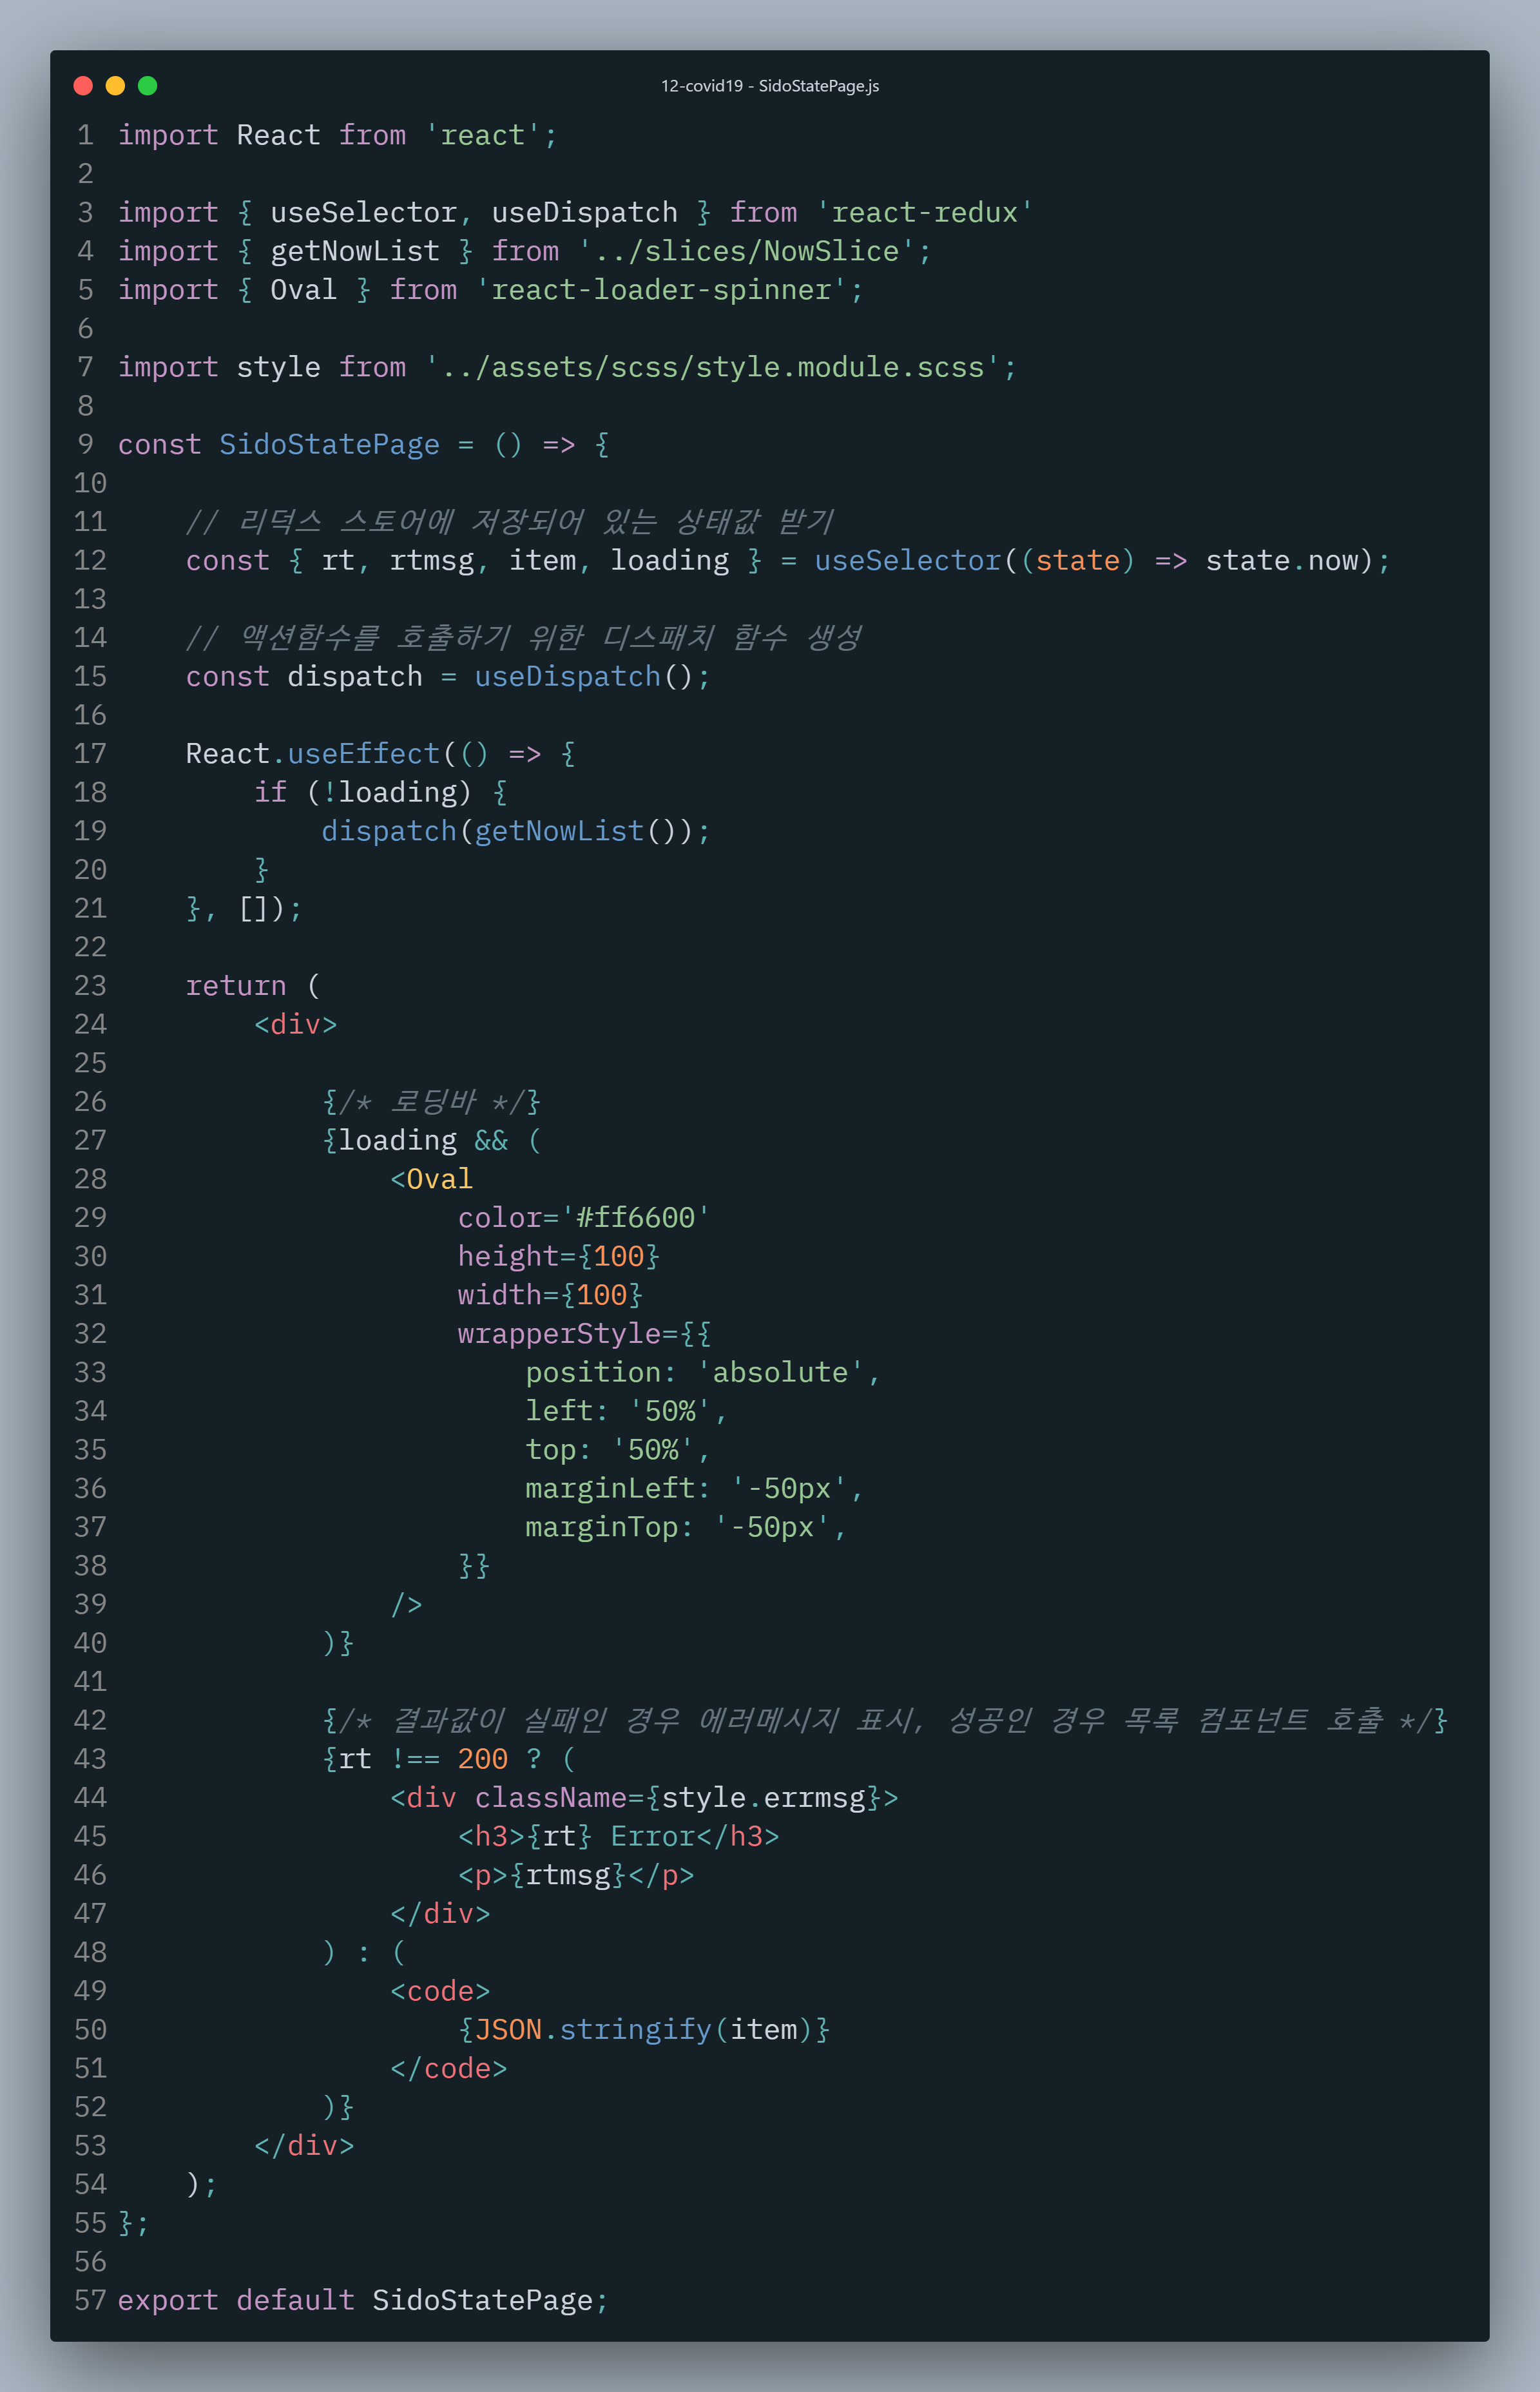 12-covid19 - SidoStatePage.js
1 import React from 'react';
2
3 import { useSelector, useDispatch } from 'react-redux'
4 import { getNowList } from '../slices/NowSlice';
5 import { Oval } from 'react-loader-spinner';
6
7 import style from '../assets/scss/style.module.scss';
8
9 const SidoStatePage = () => {
10
11     // 리덕스 스토어에 저장되어 있는 상태값 받기
12     const { rt, rtmsg, item, loading } = useSelector((state) => state.now);
13
14     // 액션함수를 호출하기 위한 디스패치 함수 생성
15     const dispatch = useDispatch();
16
17     React.useEffect(() => {
18         if (!loading) {
19             dispatch(getNowList());
20         }
21     }, []);
22
23     return (
24         <div>
25
26             {/* 로딩바 */}
27             {loading && (
28                 <Oval
29                     color='#ff6600'
30                     height={100}
31                     width={100}
32                     wrapperStyle={{
33                         position: 'absolute',
34                         left: '50%',
35                         top: '50%',
36                         marginLeft: '-50px',
37                         marginTop: '-50px',
38                     }}
39                 />
40             )}
41
42             {/* 결과값이 실패인 경우 에러메시지 표시, 성공인 경우 목록 컴포넌트 호출 */}
43             {rt !== 200 ? (
44                 <div className={style.errmsg}>
45                     <h3>{rt} Error</h3>
46                     <p>{rtmsg}</p>
47                 </div>
48             ) : (
49                 <code>
50                     {JSON.stringify(item)}
51                 </code>
52             )}
53         </div>
54     );
55 };
56
57 export default SidoStatePage;